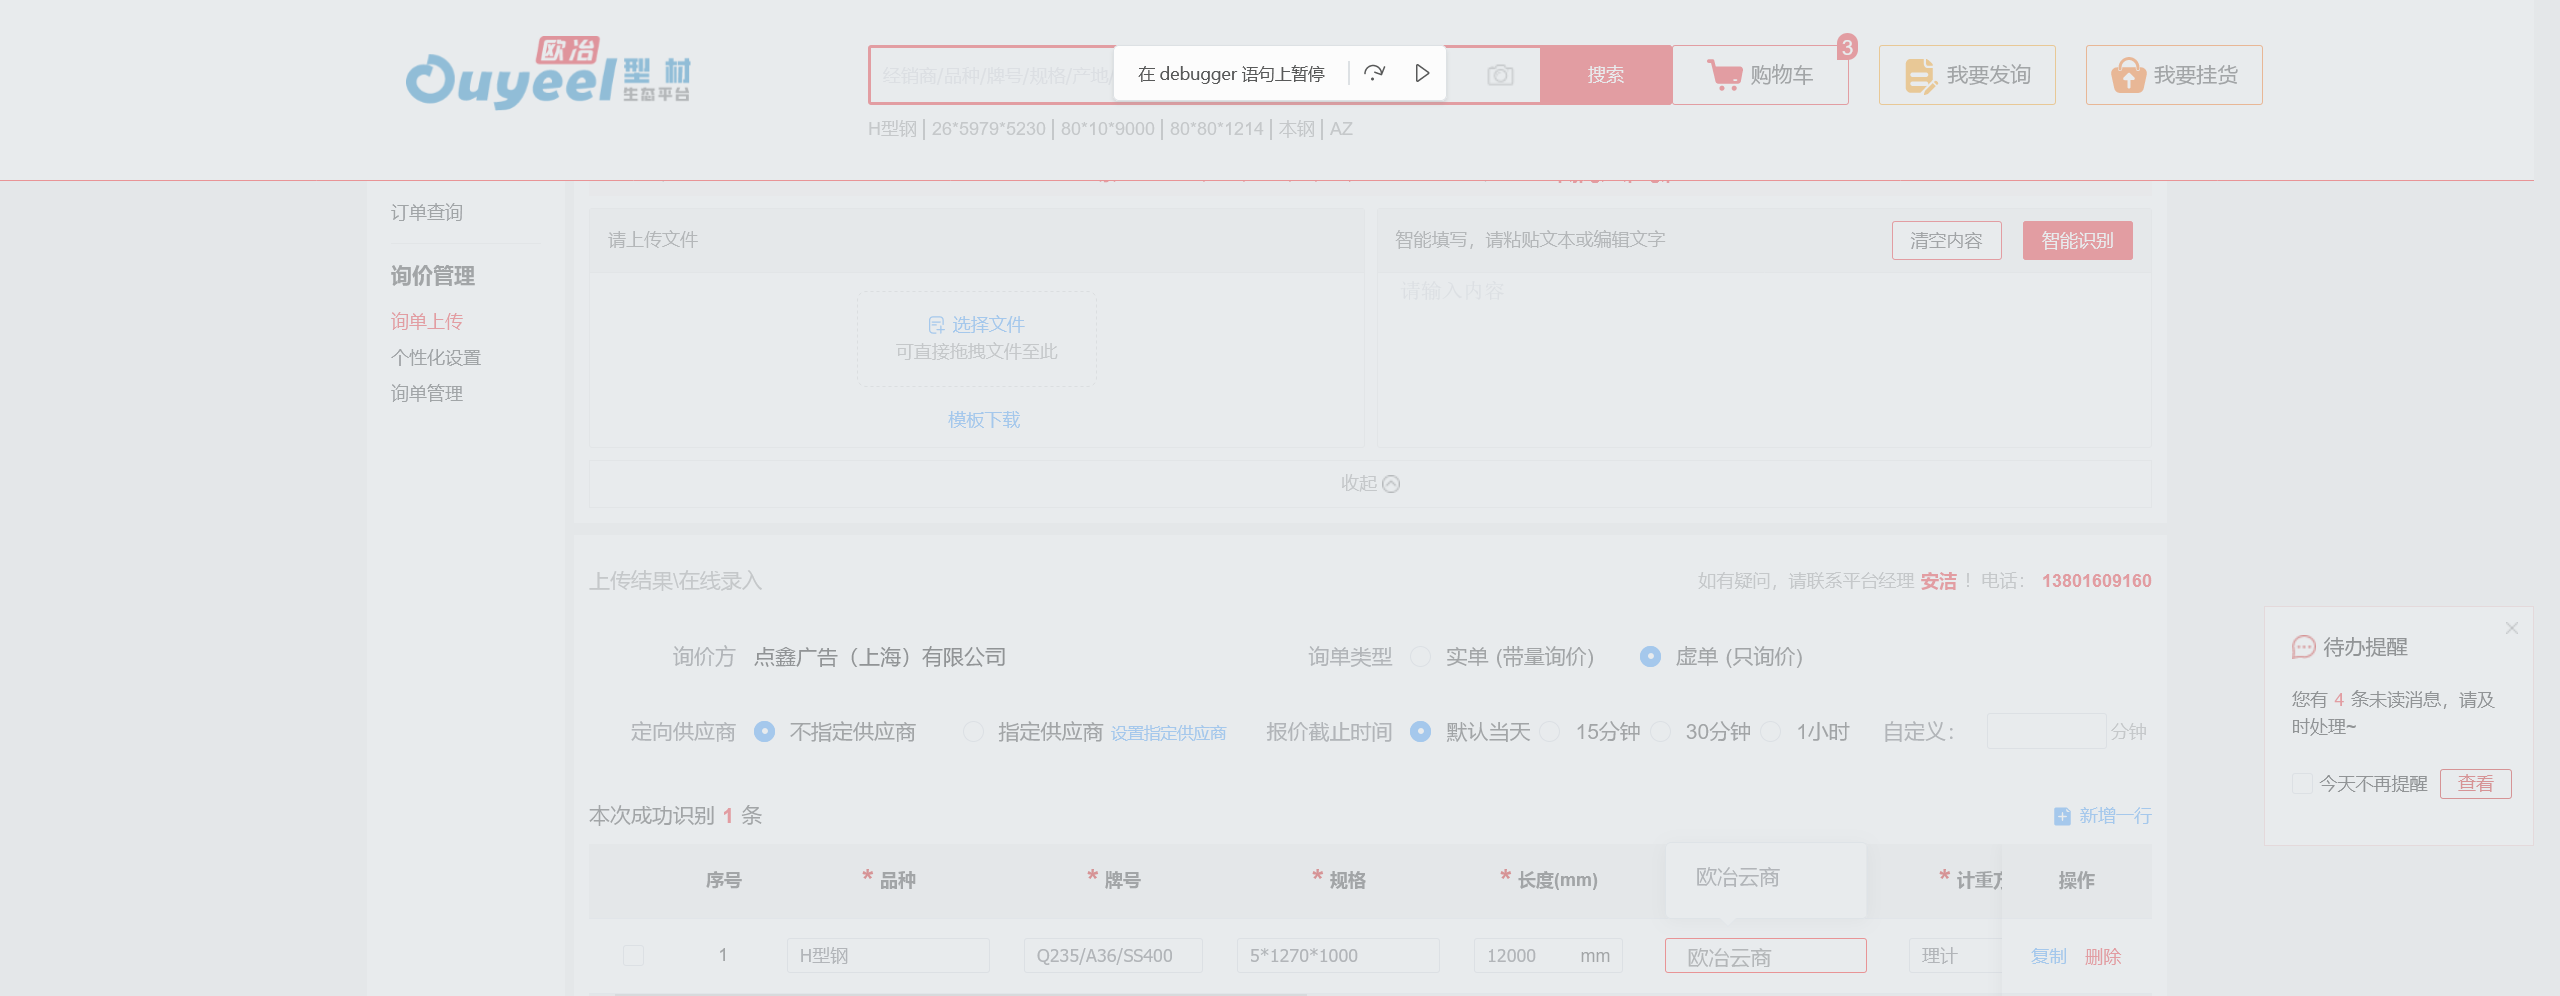 欧冶
Ouyeel 型材
生态平台
经销商/品种/牌号/规格/产地/
在 debugger 语句上暂停
搜索
购物车
3
我要发询
我要挂货
H型钢 | 26*5979*5230 | 80*10*9000 | 80*80*1214 | 本钢 | AZ
订单查询
询价管理
询单上传
个性化设置
询单管理
请上传文件
选择文件
可直接拖拽文件至此
模板下载
智能填写，请粘贴文本或编辑文字
清空内容
智能识别
请输入内容
收起
上传结果\在线录入
如有疑问，请联系平台经理 安洁 ！电话： 13801609160
询价方 点鑫广告（上海）有限公司
询单类型 实单 (带量询价) 虚单 (只询价)
定向供应商 不指定供应商 指定供应商 设置指定供应商
报价截止时间 默认当天 15分钟 30分钟 1小时 自定义： 分钟
本次成功识别 1 条
新增一行
序号 * 品种 * 牌号 * 规格 * 长度(mm) 欧冶云商 * 计重方 操作
1 H型钢 Q235/A36/SS400 5*1270*1000 12000 mm 欧冶云商 理计 复制 删除
待办提醒
您有 4 条未读消息，请及
时处理~
今天不再提醒
查看